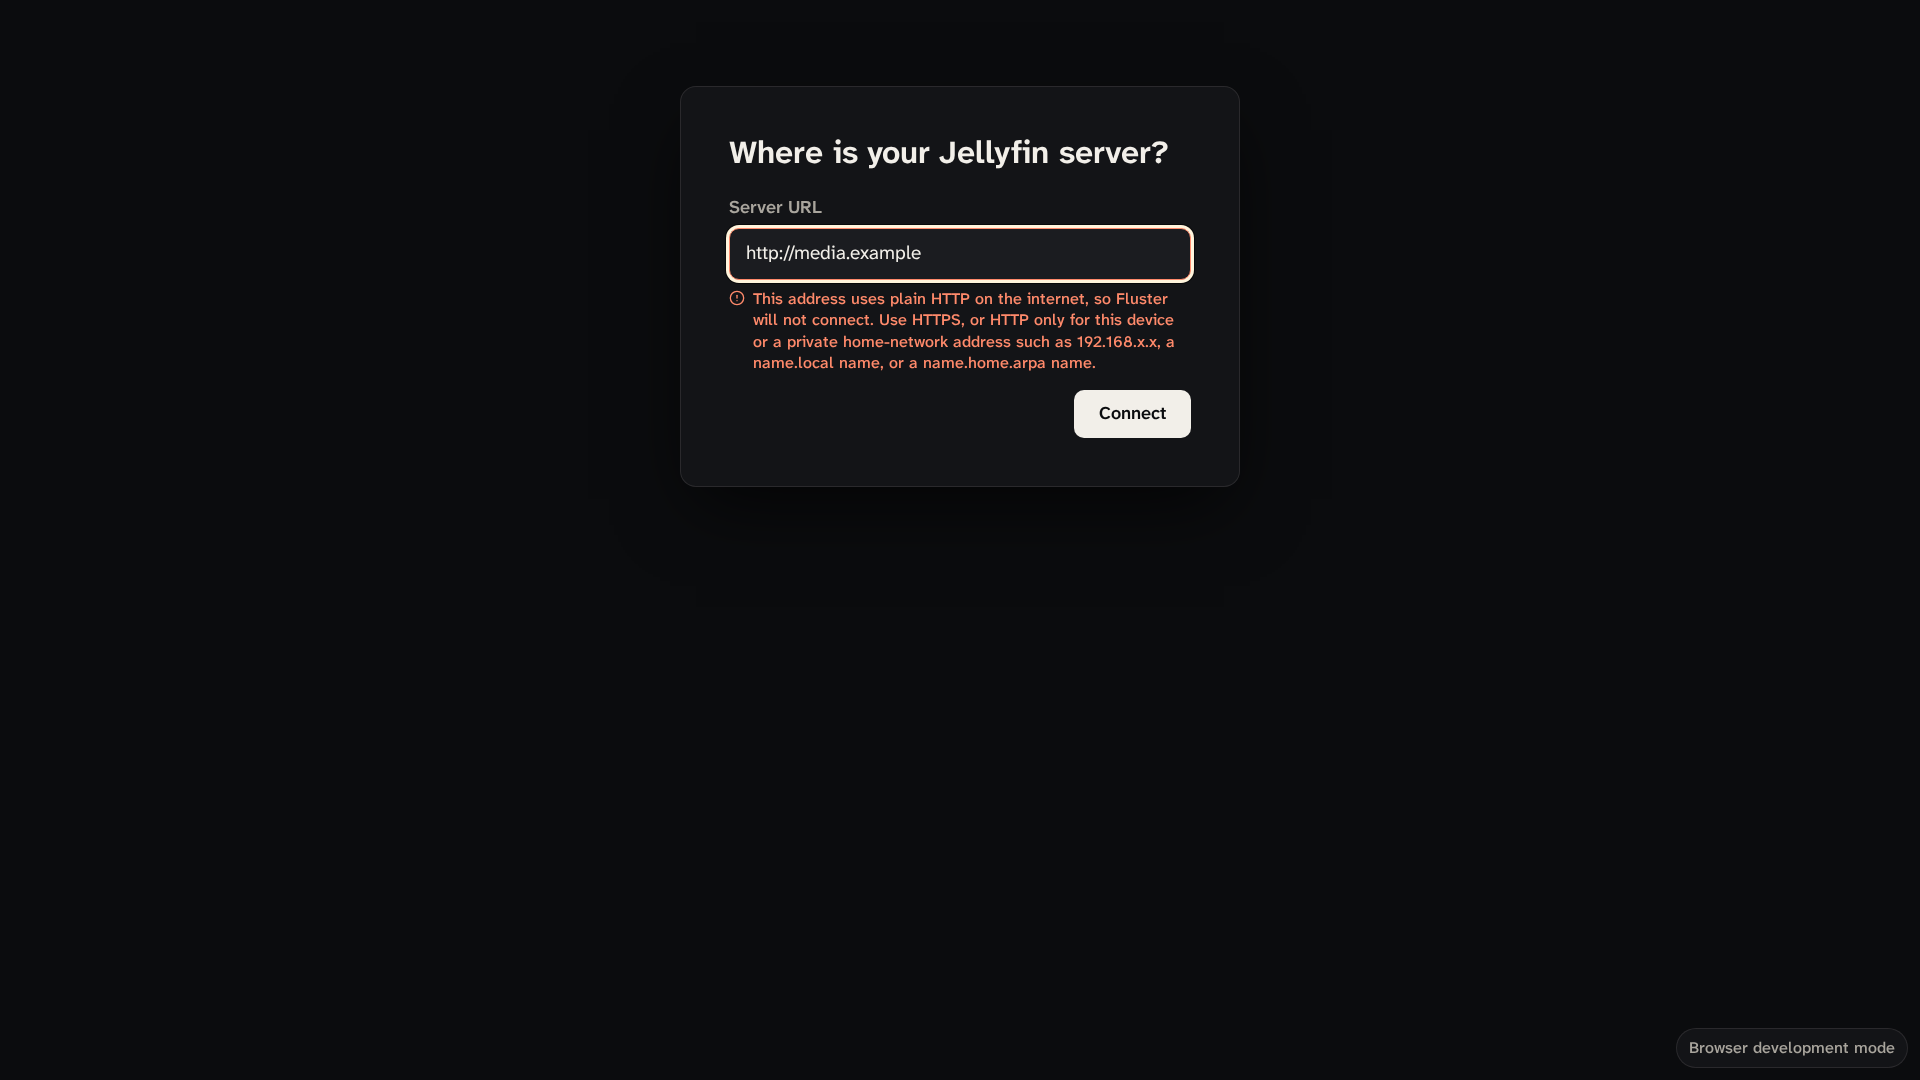 Where is your Jellyfin server?
Server URL
http://media.example
This address uses plain HTTP on the internet, so Fluster
will not connect. Use HTTPS, or HTTP only for this device
or a private home-network address such as 192.168.x.x, a
name.local name, or a name.home.arpa name.
Connect
Browser development mode